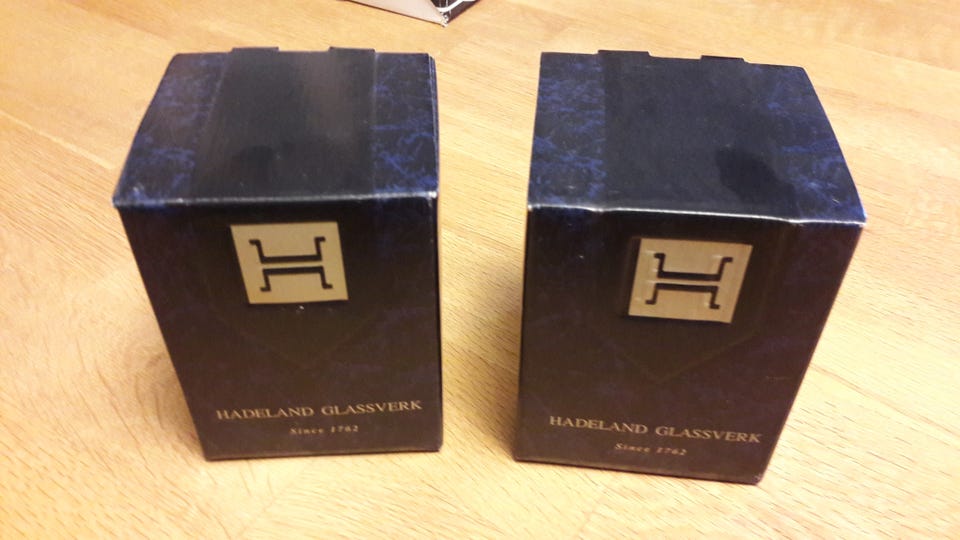 H
HADELAND GLASSVERK
Since 1762
H
HADELAND GLASSVERK
Since 1762